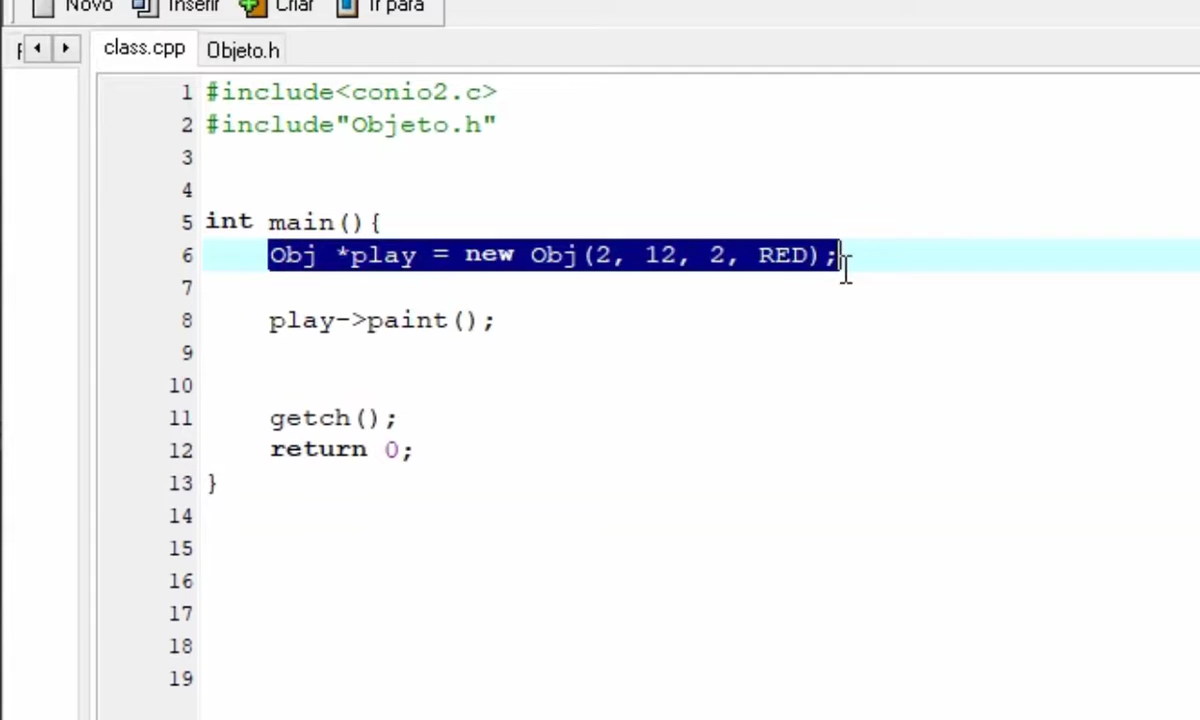 Novo Inserir Criar Ir para
class.cpp Objeto.h
1 #include<conio2.c>
2 #include"Objeto.h"
3
4
5 int main(){
6 Obj *play = new Obj(2, 12, 2, RED);
7
8 play->paint();
9
10
11 getch();
12 return 0;
13 }
14
15
16
17
18
19